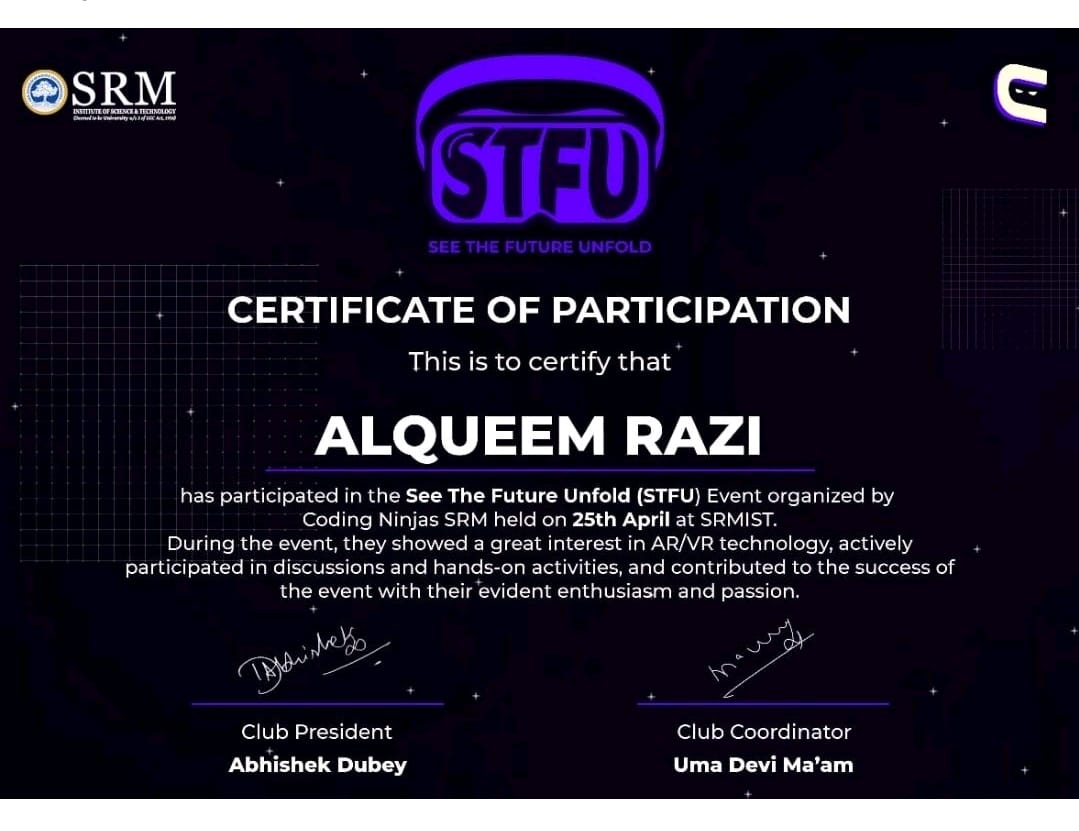 SRM
INSTITUTE OF SCIENCE & TECHNOLOGY
(Deemed to be University u/s 3 of UGC Act, 1956)
STFU
SEE THE FUTURE UNFOLD
CERTIFICATE OF PARTICIPATION
This is to certify that
ALQUEEM RAZI
has participated in the See The Future Unfold (STFU) Event organized by
Coding Ninjas SRM held on 25th April at SRMIST.
During the event, they showed a great interest in AR/VR technology, actively
participated in discussions and hands-on activities, and contributed to the success of
the event with their evident enthusiasm and passion.
Club President
Abhishek Dubey
Club Coordinator
Uma Devi Ma'am